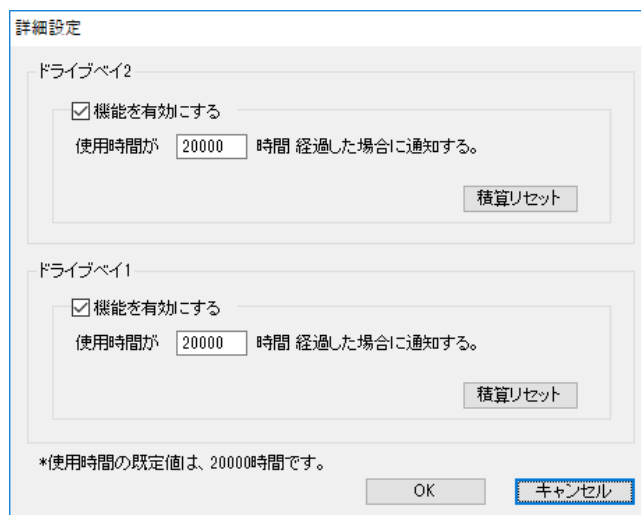 詳細設定
ドライブベイ2
機能を有効にする
使用時間が 20000 時間 経過した場合に通知する。
積算リセット
ドライブベイ1
機能を有効にする
使用時間が 20000 時間 経過した場合に通知する。
積算リセット
*使用時間の既定値は、20000時間です。
OK キャンセル